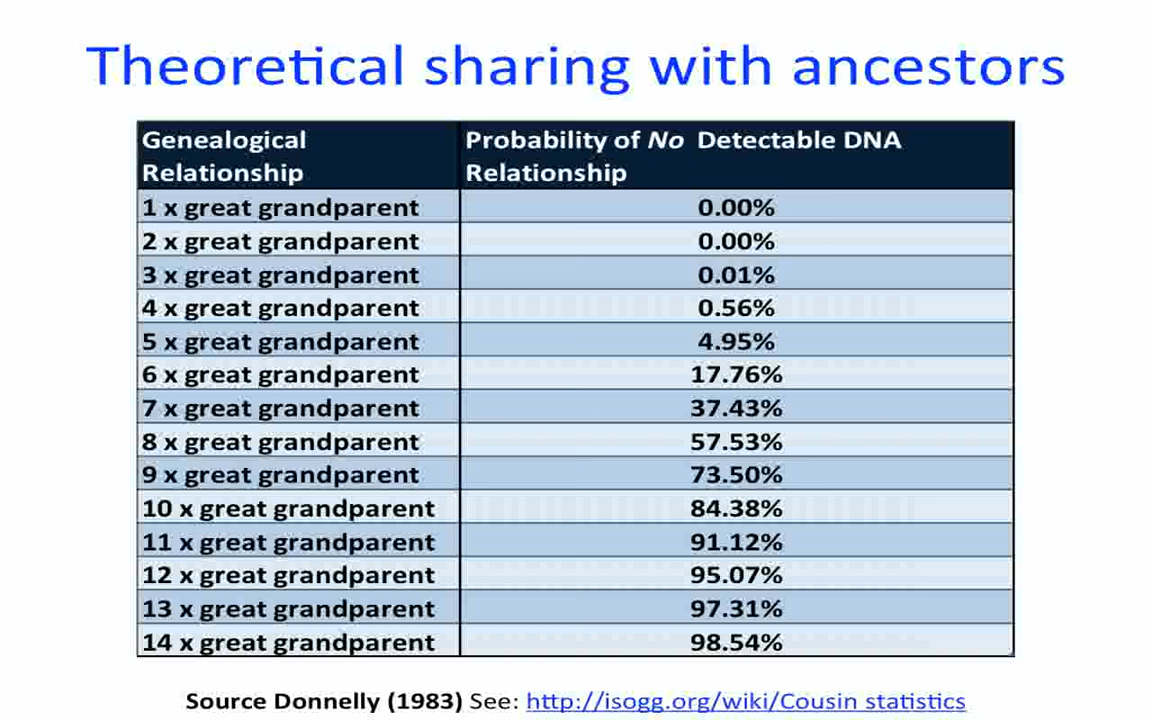 Theoretical sharing with ancestors
Genealogical Relationship | Probability of No Detectable DNA Relationship
1 x great grandparent | 0.00%
2 x great grandparent | 0.00%
3 x great grandparent | 0.01%
4 x great grandparent | 0.56%
5 x great grandparent | 4.95%
6 x great grandparent | 17.76%
7 x great grandparent | 37.43%
8 x great grandparent | 57.53%
9 x great grandparent | 73.50%
10 x great grandparent | 84.38%
11 x great grandparent | 91.12%
12 x great grandparent | 95.07%
13 x great grandparent | 97.31%
14 x great grandparent | 98.54%
Source Donnelly (1983) See: http://isogg.org/wiki/Cousin statistics